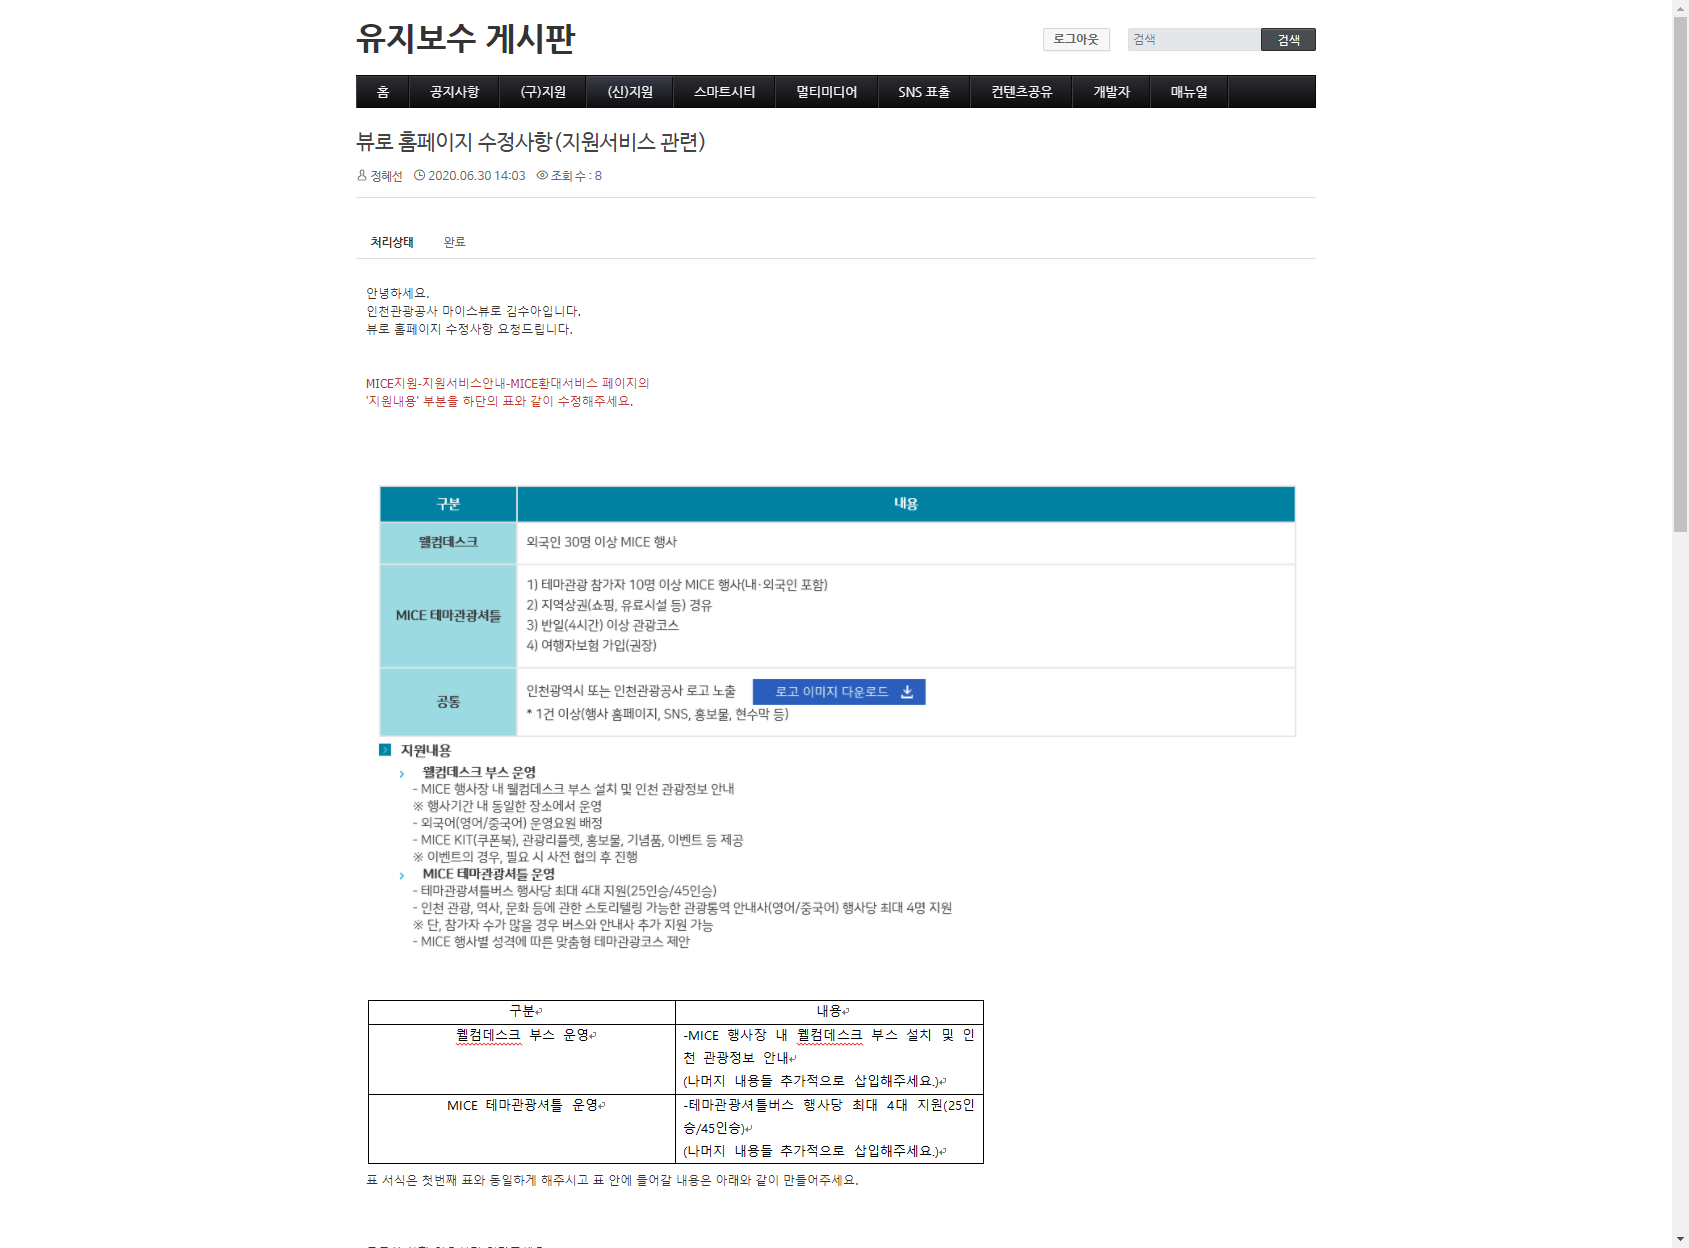 유지보수 게시판
로그아웃 검색 검색
홈 공지사항 (구)지원 (신)지원 스마트시티 멀티미디어 SNS 표출 컨텐츠공유 개발자 매뉴얼
뷰로 홈페이지 수정사항(지원서비스 관련)
정혜선 2020.06.30 14:03 조회 수 : 8
처리상태 완료
안녕하세요.
인천관광공사 마이스뷰로 김수아입니다.
뷰로 홈페이지 수정사항 요청드립니다.
MICE지원-지원서비스안내-MICE환대서비스 페이지의
'지원내용' 부분을 하단의 표와 같이 수정해주세요.
구분 내용
웰컴데스크 외국인 30명 이상 MICE 행사
MICE 테마관광셔틀
1) 테마관광 참가자 10명 이상 MICE 행사(내·외국인 포함)
2) 지역상권(쇼핑, 유료시설 등) 경유
3) 반일(4시간) 이상 관광코스
4) 여행자보험 가입(권장)
공통
인천광역시 또는 인천관광공사 로고 노출 로고 이미지 다운로드
* 1건 이상(행사 홈페이지, SNS, 홍보물, 현수막 등)
지원내용
웰컴데스크 부스 운영
- MICE 행사장 내 웰컴데스크 부스 설치 및 인천 관광정보 안내
※ 행사기간 내 동일한 장소에서 운영
- 외국어(영어/중국어) 운영요원 배정
- MICE KIT(쿠폰북), 관광리플렛, 홍보물, 기념품, 이벤트 등 제공
※ 이벤트의 경우, 필요 시 사전 협의 후 진행
MICE 테마관광셔틀 운영
- 테마관광셔틀버스 행사당 최대 4대 지원(25인승/45인승)
- 인천 관광, 역사, 문화 등에 관한 스토리텔링 가능한 관광통역 안내사(영어/중국어) 행사당 최대 4명 지원
※ 단, 참가자 수가 많을 경우 버스와 안내사 추가 지원 가능
- MICE 행사별 성격에 따른 맞춤형 테마관광코스 제안
구분 내용
웰컴데스크 부스 운영
-MICE 행사장 내 웰컴데스크 부스 설치 및 인
천 관광정보 안내
(나머지 내용들 추가적으로 삽입해주세요.)
MICE 테마관광셔틀 운영
-테마관광셔틀버스 행사당 최대 4대 지원(25인
승/45인승)
(나머지 내용들 추가적으로 삽입해주세요.)
표 서식은 첫번째 표와 동일하게 해주시고 표 안에 들어갈 내용은 아래와 같이 만들어주세요.